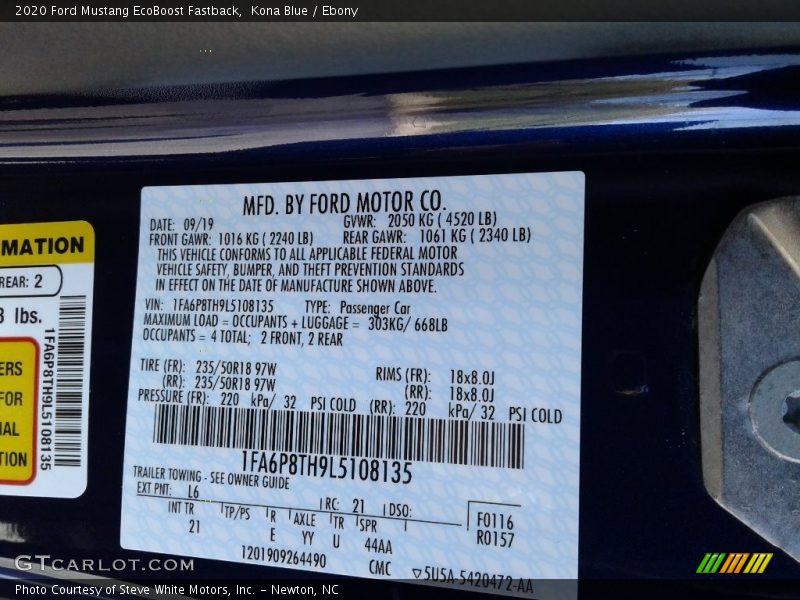 2020 Ford Mustang EcoBoost Fastback,  Kona Blue / Ebony
MATION
REAR: 2
lbs.
ERS
FOR
IAL
TION
1FA6P8TH9L5108135
MFD. BY FORD MOTOR CO.
DATE: 09/19 GVWR: 2050 KG ( 4520 LB)
FRONT GAWR: 1016 KG ( 2240 LB) REAR GAWR: 1061 KG ( 2340 LB)
THIS VEHICLE CONFORMS TO ALL APPLICABLE FEDERAL MOTOR
VEHICLE SAFETY, BUMPER, AND THEFT PREVENTION STANDARDS
IN EFFECT ON THE DATE OF MANUFACTURE SHOWN ABOVE.
VIN: 1FA6P8TH9L5108135 TYPE: Passenger Car
MAXIMUM LOAD = OCCUPANTS + LUGGAGE = 303KG/ 668LB
OCCUPANTS = 4 TOTAL; 2 FRONT, 2 REAR
TIRE (FR): 235/50R18 97W RIMS (FR): 18x8.0J
(RR): 235/50R18 97W (RR): 18x8.0J
PRESSURE (FR): 220 kPa/ 32 PSI COLD (RR): 220 kPa/ 32 PSI COLD
1FA6P8TH9L5108135
TRAILER TOWING - SEE OWNER GUIDE
EXT PNT: L6 RC: 21 DSO:
INT TR TP/PS R AXLE TR SPR F0116
21 E YY U 44AA R0157
1201909264490 CMC ▽5U5A-5420472-AA
GTCarLot.com
Photo Courtesy of Steve White Motors, Inc. – Newton, NC